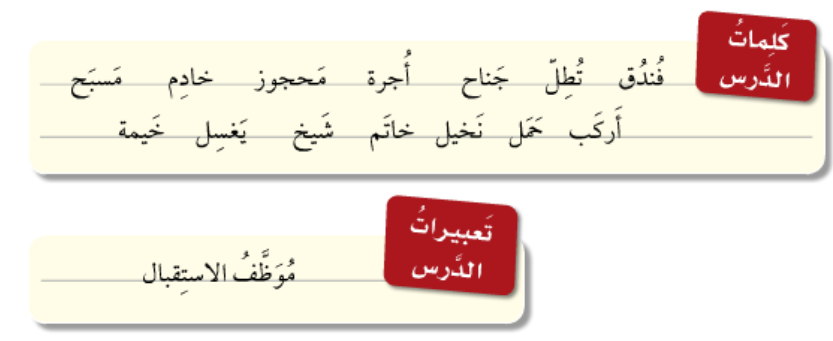 كَلِماتُ
الدَّرس
فُندُق تُطِلّ جَناح أُجرة مَحجوز خادِم مَسبَح
أَركَب حَمَل نَخيل خاتَم شَيخ يَغسِل خَيمة
تَعبيراتُ
الدَّرس
مُوَظَّفُ الاستِقبال